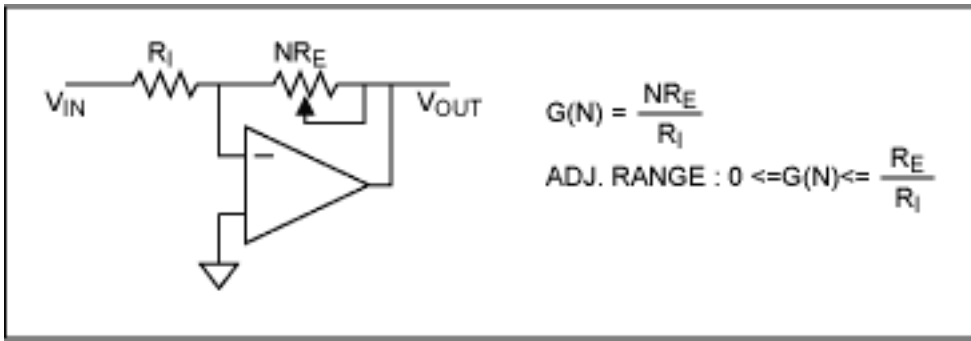 R_I
NR_E
V_IN
V_OUT
−
G(N) = NR_E / R_I
ADJ. RANGE : 0 <=G(N)<= R_E / R_I